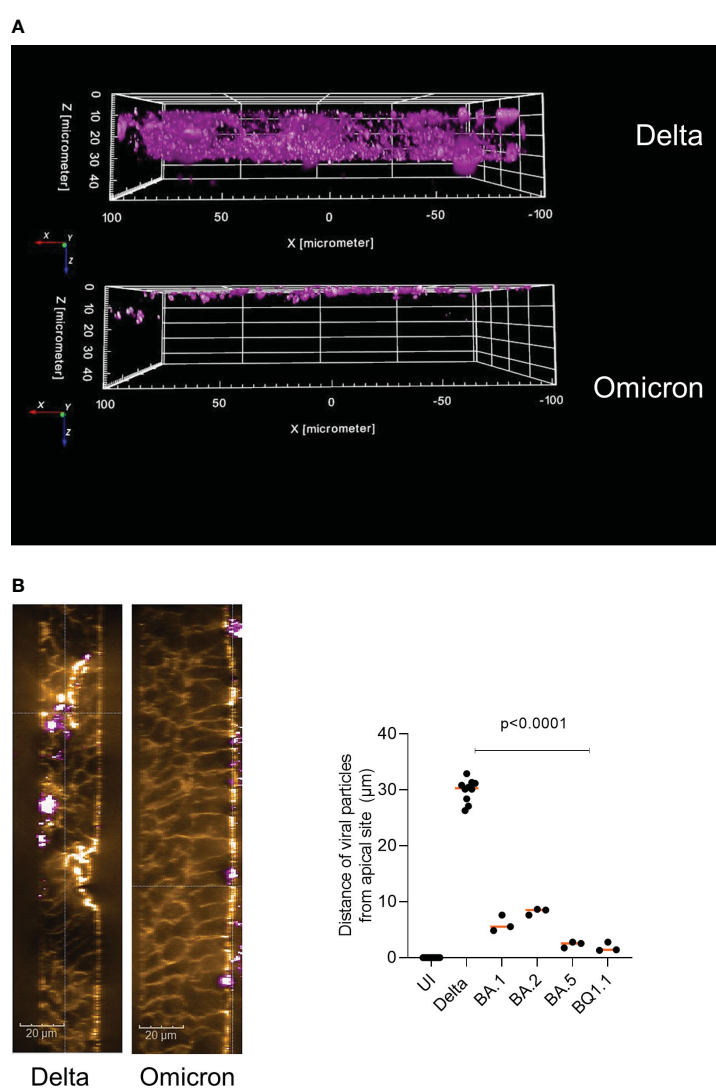 A
0
10
20
30
40
Z [micrometer]
100
50
0
-50
-100
X [micrometer]
Delta
X
Y
Z
0
10
20
30
40
Z [micrometer]
100
50
0
-50
-100
X [micrometer]
Omicron
X
Y
Z
B
20 µm
20 µm
Delta
Omicron
p<0.0001
40
30
20
10
0
Distance of viral particles
from apical site (µm)
UI
Delta
BA.1
BA.2
BA.5
BQ1.1